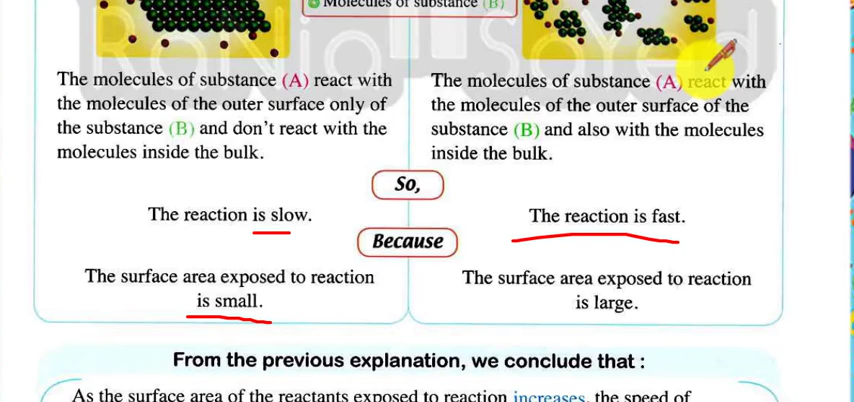 Molecules of substance (B)
The molecules of substance (A) react with
the molecules of the outer surface only of
the substance (B) and don't react with the
molecules inside the bulk.
The molecules of substance (A) react with
the molecules of the outer surface of the
substance (B) and also with the molecules
inside the bulk.
So,
The reaction is slow.
The reaction is fast.
Because
The surface area exposed to reaction
is small.
The surface area exposed to reaction
is large.
From the previous explanation, we conclude that :
As the surface area of the reactants exposed to reaction increases, the speed of